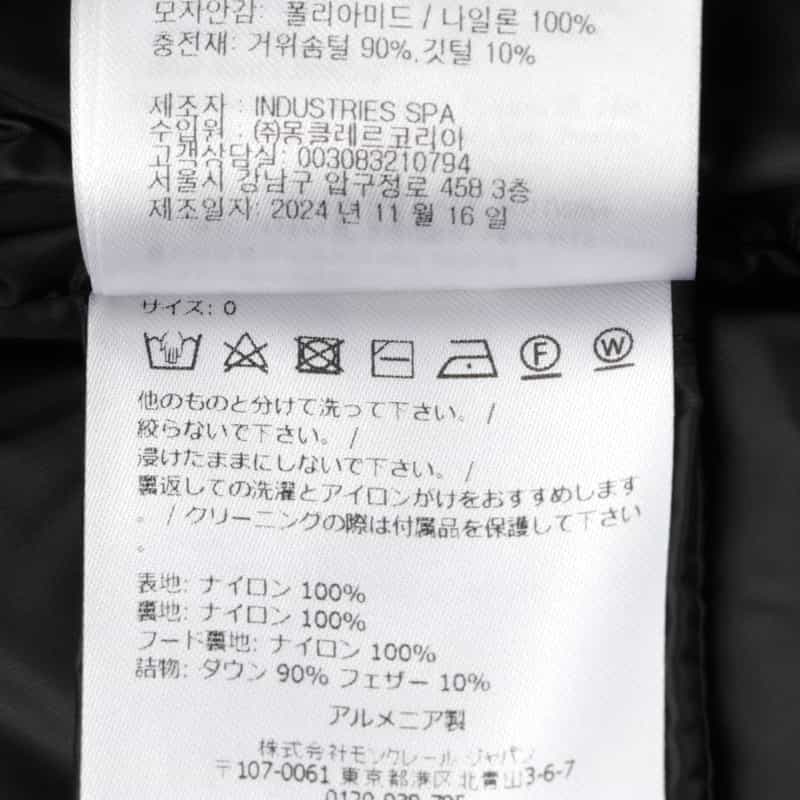 모자안감: 폴리아미드 / 나일론 100%
충전재: 거위솜털 90%, 깃털 10%
제조자 : INDUSTRIES SPA
수입원 : ㈜몽클레르코리아
고객상담실: 003083210794
서울시 강남구 압구정로 458 3층
제조일자: 2024 년 11 월 16 일
サイズ: 0
F W
他のものと分けて洗って下さい。 /
絞らないで下さい。 /
浸けたままにしないで下さい。 /
裏返しての洗濯とアイロンがけをおすすめします
。 / クリーニングの際は付属品を保護して下さい
。
表地: ナイロン 100%
裏地: ナイロン 100%
フード裏地: ナイロン 100%
詰物: ダウン 90% フェザー 10%
アルメニア製
株式会社モンクレール ジャパン
〒107-0061 東京都港区北青山3-6-7